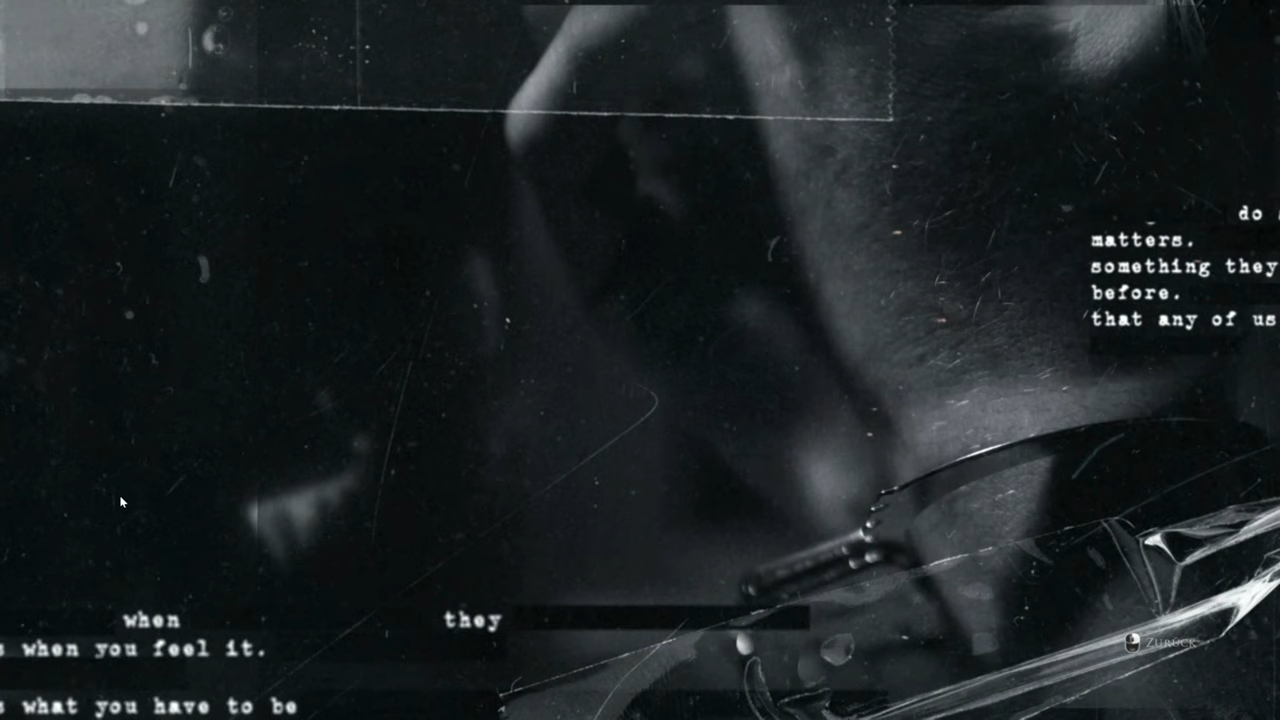 do
matters.
something they
before.
that any of us
when they
s when you feel it.
s what you have to be
ZURÜCK